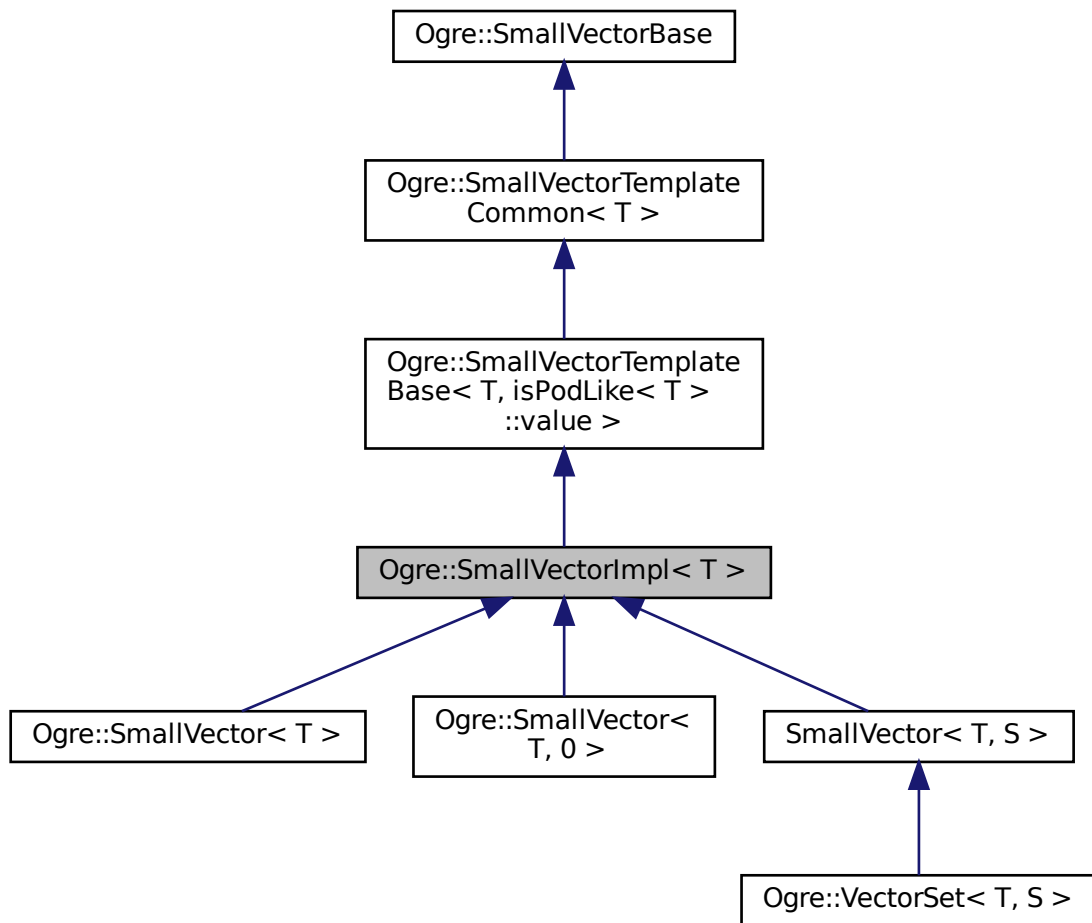 Ogre::SmallVectorBase
Ogre::SmallVectorTemplate
Common< T >
Ogre::SmallVectorTemplate
Base< T, isPodLike< T >
::value >
Ogre::SmallVectorImpl< T >
Ogre::SmallVector< T >
Ogre::SmallVector<
T, 0 >
SmallVector< T, S >
Ogre::VectorSet< T, S >